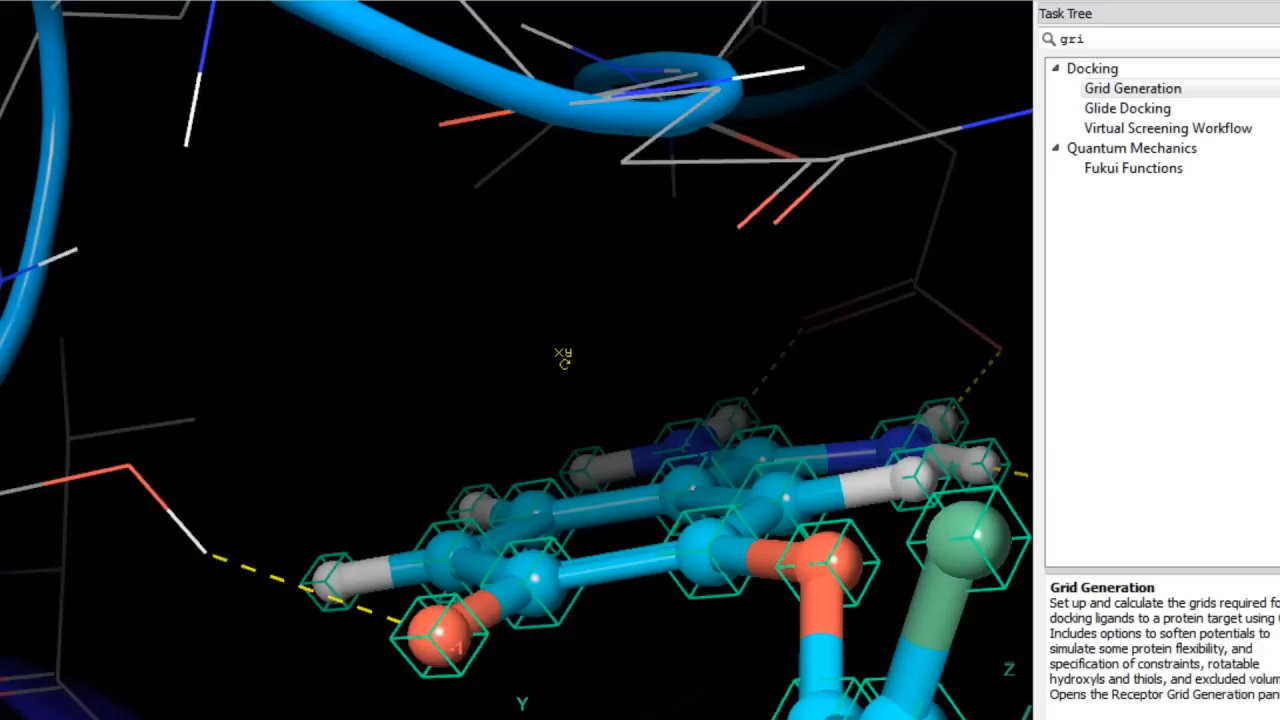 Task Tree
gri
Docking
Grid Generation
Glide Docking
Virtual Screening Workflow
Quantum Mechanics
Fukui Functions
xy
-1
Y
Z
Grid Generation
Set up and calculate the grids required fo
docking ligands to a protein target using
Includes options to soften potentials to
simulate some protein flexibility, and
specification of constraints, rotatable
hydroxyls and thiols, and excluded volum
Opens the Receptor Grid Generation pan